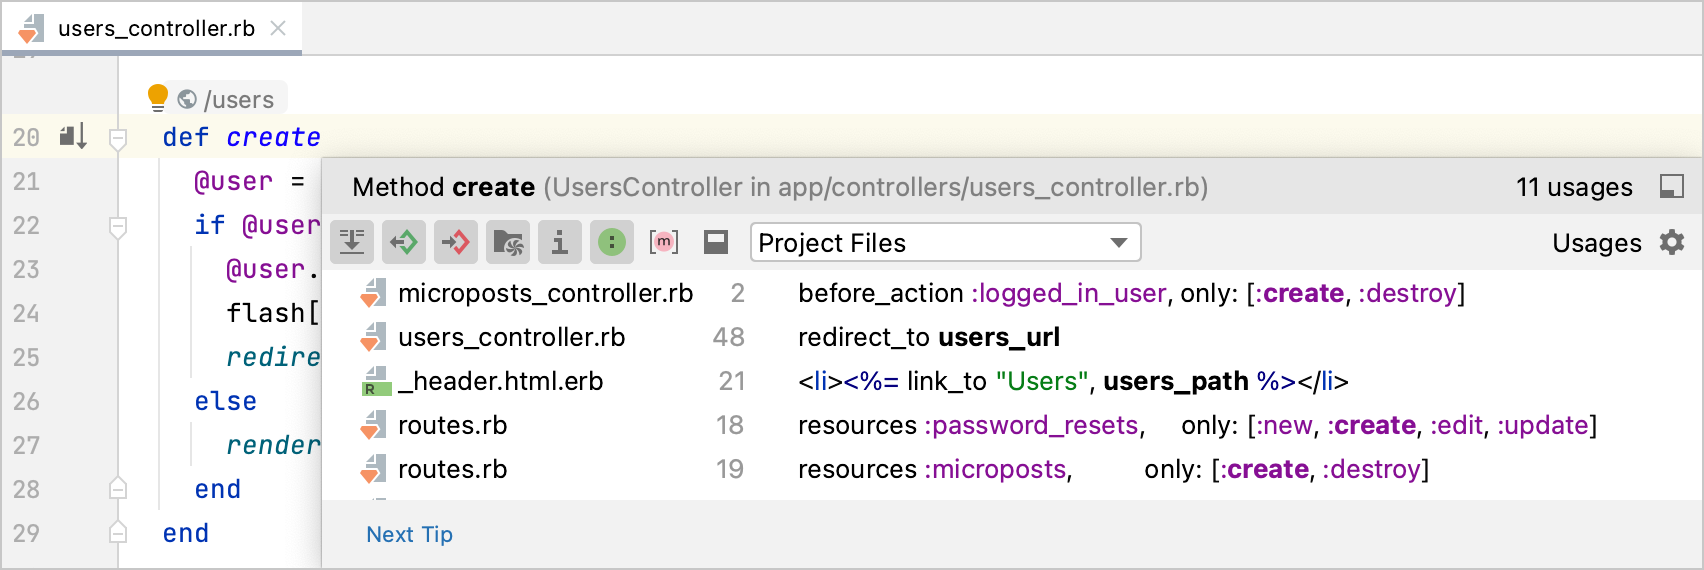 users_controller.rb
/users
20 def create
Method create (UsersController in app/controllers/users_controller.rb) 11 usages
21 @user =
22 if @user
Project Files Usages
23 @user.
microposts_controller.rb 2 before_action :logged_in_user, only: [:create, :destroy]
24 flash[
users_controller.rb 48 redirect_to users_url
25 redire
_header.html.erb 21 <li><%= link_to "Users", users_path %></li>
26 else
routes.rb 18 resources :password_resets, only: [:new, :create, :edit, :update]
27 render
routes.rb 19 resources :microposts, only: [:create, :destroy]
28 end
29 end
Next Tip